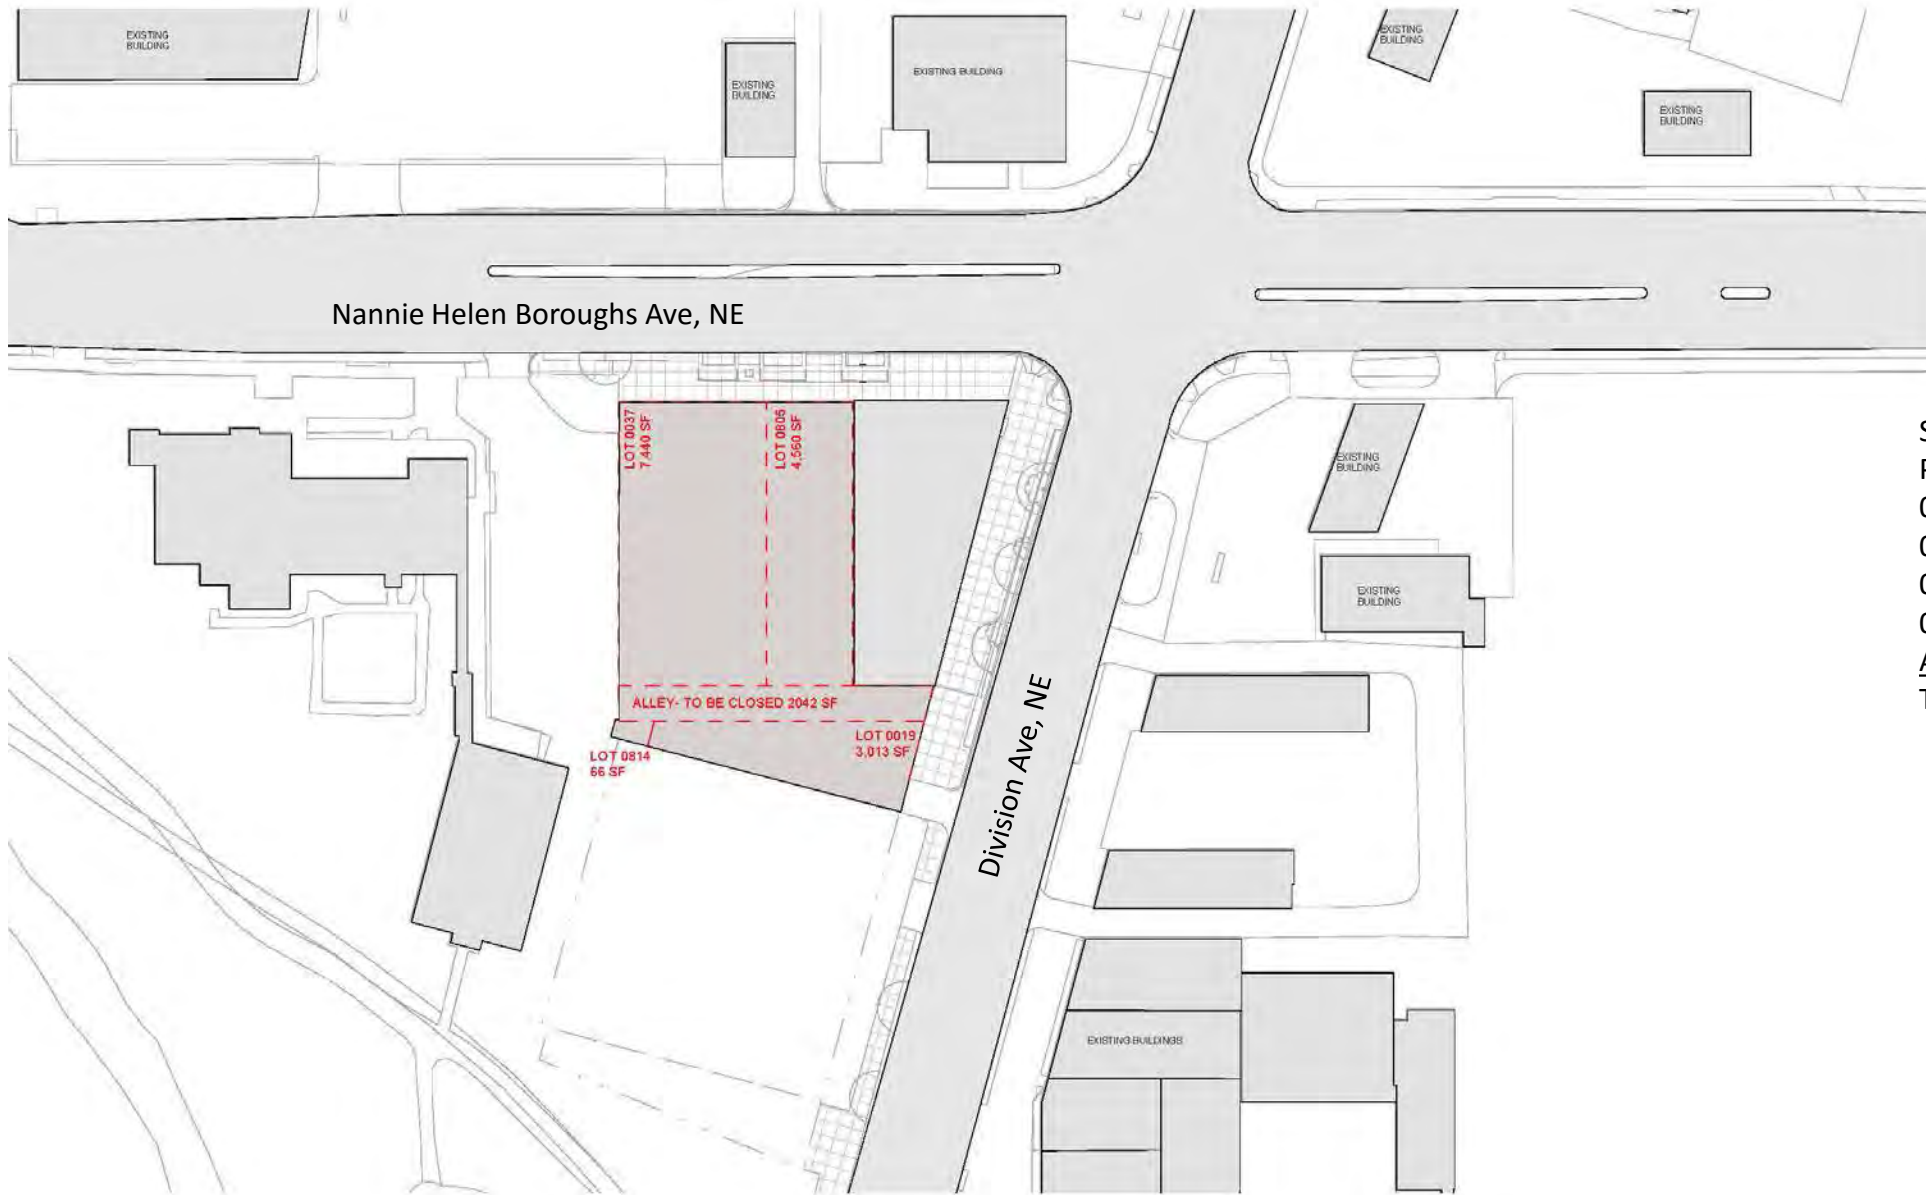 EXISTING
BUILDING
EXISTING
BUILDING
EXISTING BUILDING
EXISTING
BUILDING
EXISTING
BUILDING
Nannie Helen Boroughs Ave, NE
LOT 0037
7,440 SF
LOT 0806
4,560 SF
EXISTING
BUILDING
EXISTING
BUILDING
ALLEY- TO BE CLOSED 2042 SF
LOT 0019
3,013 SF
LOT 0814
66 SF
Division Ave, NE
EXISTING BUILDINGS